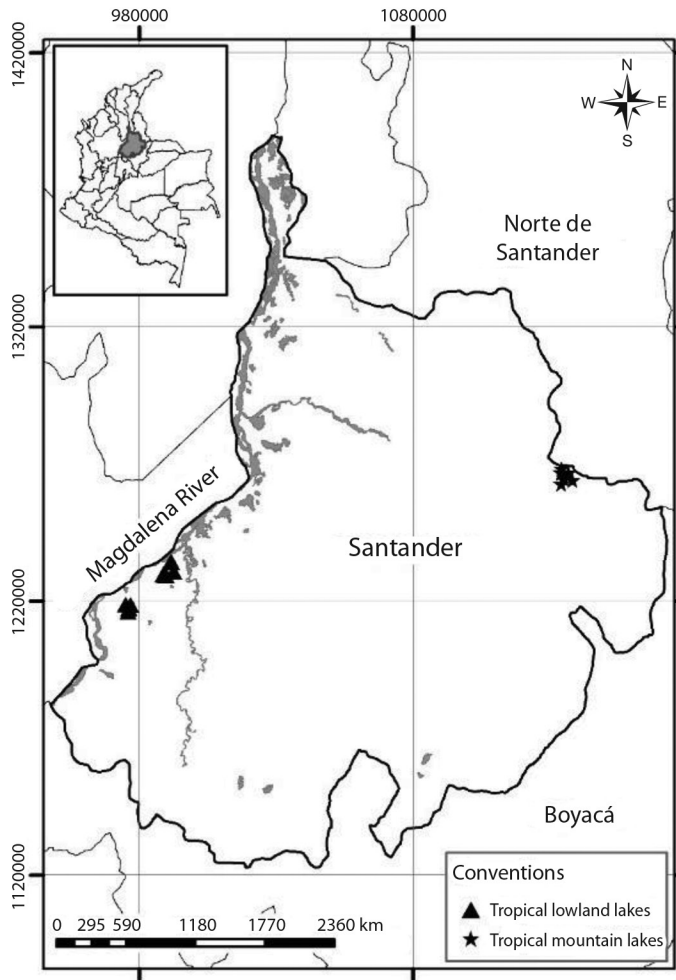 980000
1080000
1420000
N
W E
S
Norte de
Santander
1320000
Magdalena River
Santander
1220000
Boyacá
1120000
Conventions
Tropical lowland lakes
Tropical mountain lakes
0 295 590 1180 1770 2360 km